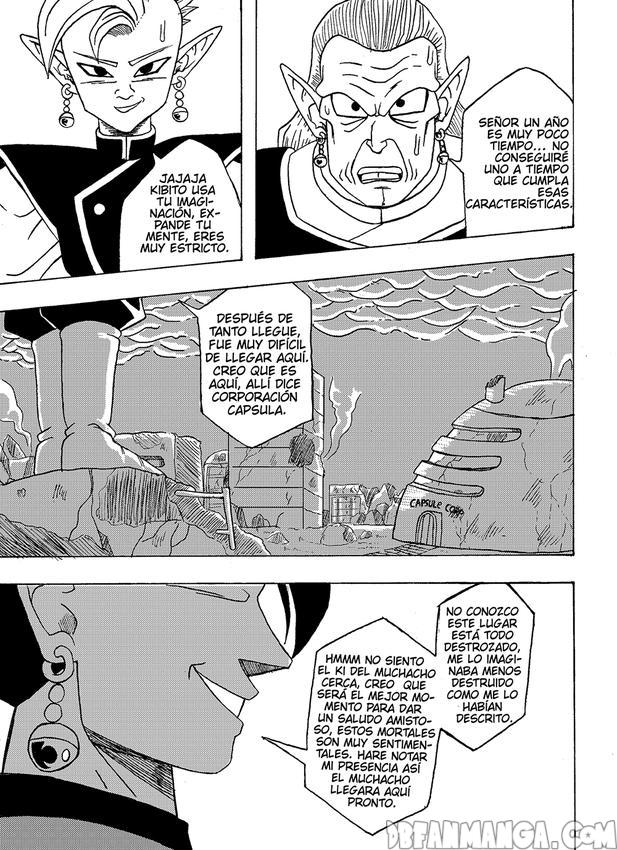 SEÑOR UN AÑO
ES MUY POCO
TIEMPO... NO
CONSEGUIRÉ
UNO A TIEMPO
QUE CUMPLA
ESAS
CARACTERÍSTICAS.
JAJAJA
KIBITO USA
TU IMAGI-
NACIÓN, EX-
PANDE TU
MENTE, ERES
MUY ESTRICTO.
DESPUÉS DE
TANTO LLEGUE,
FUE MUY DIFÍCIL
DE LLEGAR AQUÍ.
CREO QUE ES
AQUÍ, ALLÍ DICE
CORPORACIÓN
CAPSULA.
CAPSULE CORP
NO CONOZCO
ESTE LUGAR
ESTÁ TODO
DESTROZADO,
ME LO IMAGI-
NABA MENOS
DESTRUIDO
COMO ME LO
HABÍAN
DESCRITO.
HMMM NO SIENTO
EL KI DEL MUCHACHO
CERCA, CREO QUE
SERÁ EL MEJOR MO-
MENTO PARA DAR
UN SALUDO AMISTO-
SO, ESTOS MORTALES
SON MUY SENTIMEN-
TALES. HARE NOTAR
MI PRESENCIA ASÍ
EL MUCHACHO
LLEGARA AQUÍ
PRONTO.
DBFANMANGA.COM